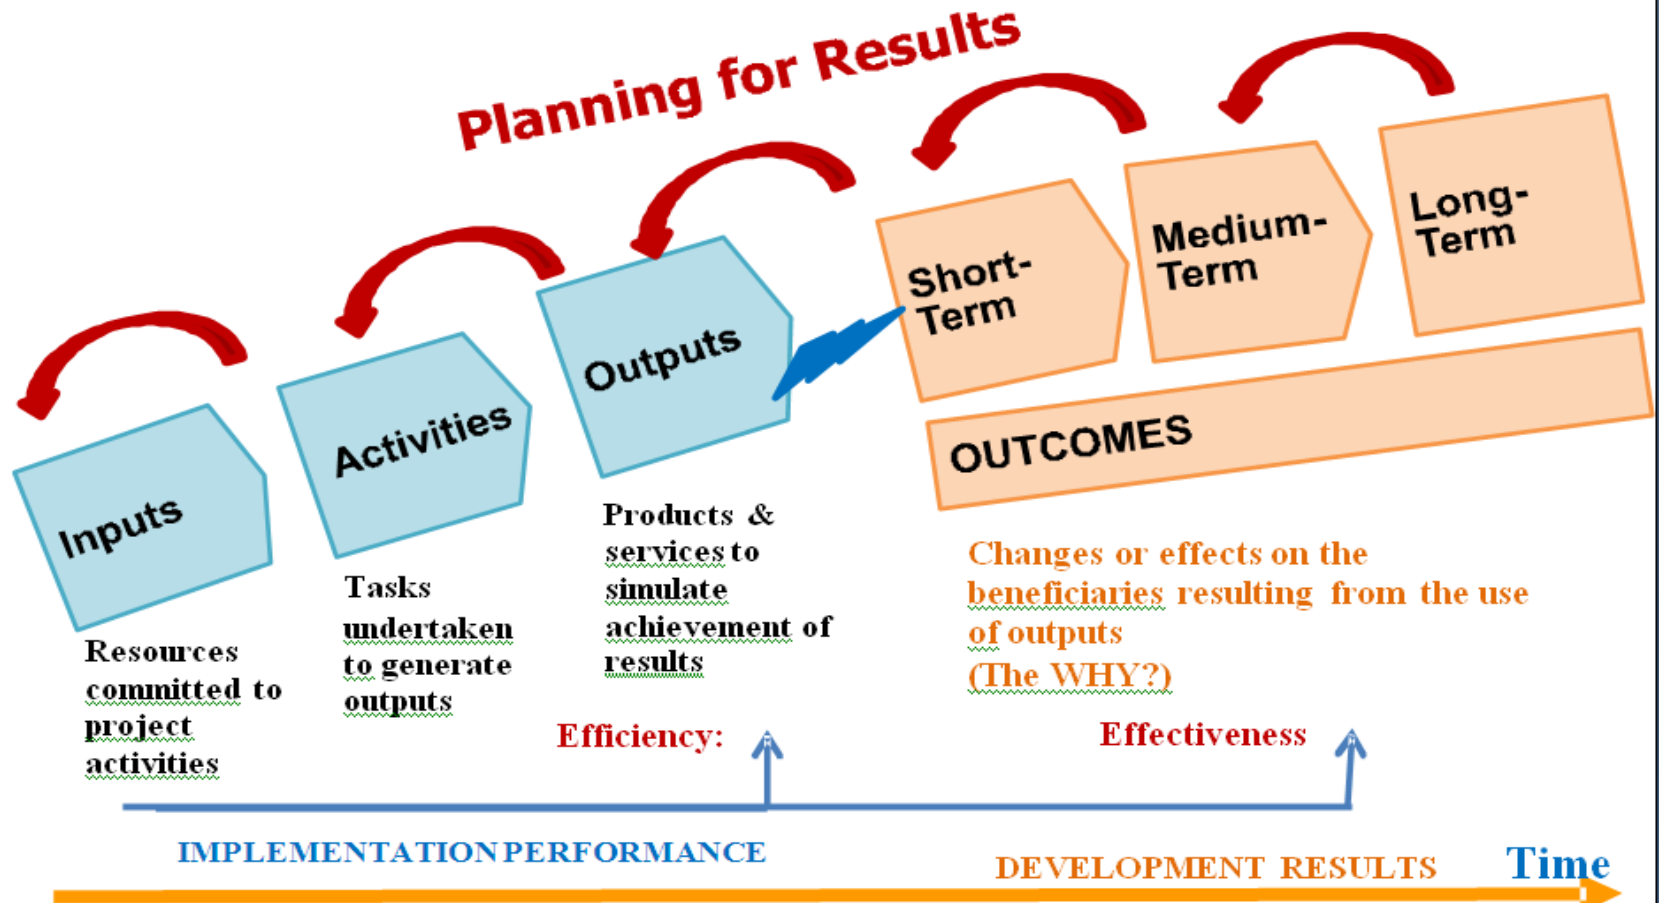 Planning for Results
Inputs
Activities
Outputs
Short-
Term
Medium-
Term
Long-
Term
OUTCOMES
Resources
committed to
project
activities
Tasks
undertaken
to generate
outputs
Products &
services to
simulate
achievement of
results
Changes or effects on the
beneficiaries resulting from the use
of outputs
(The WHY?)
Efficiency:
Effectiveness
IMPLEMENTATION PERFORMANCE
DEVELOPMENT RESULTS
Time